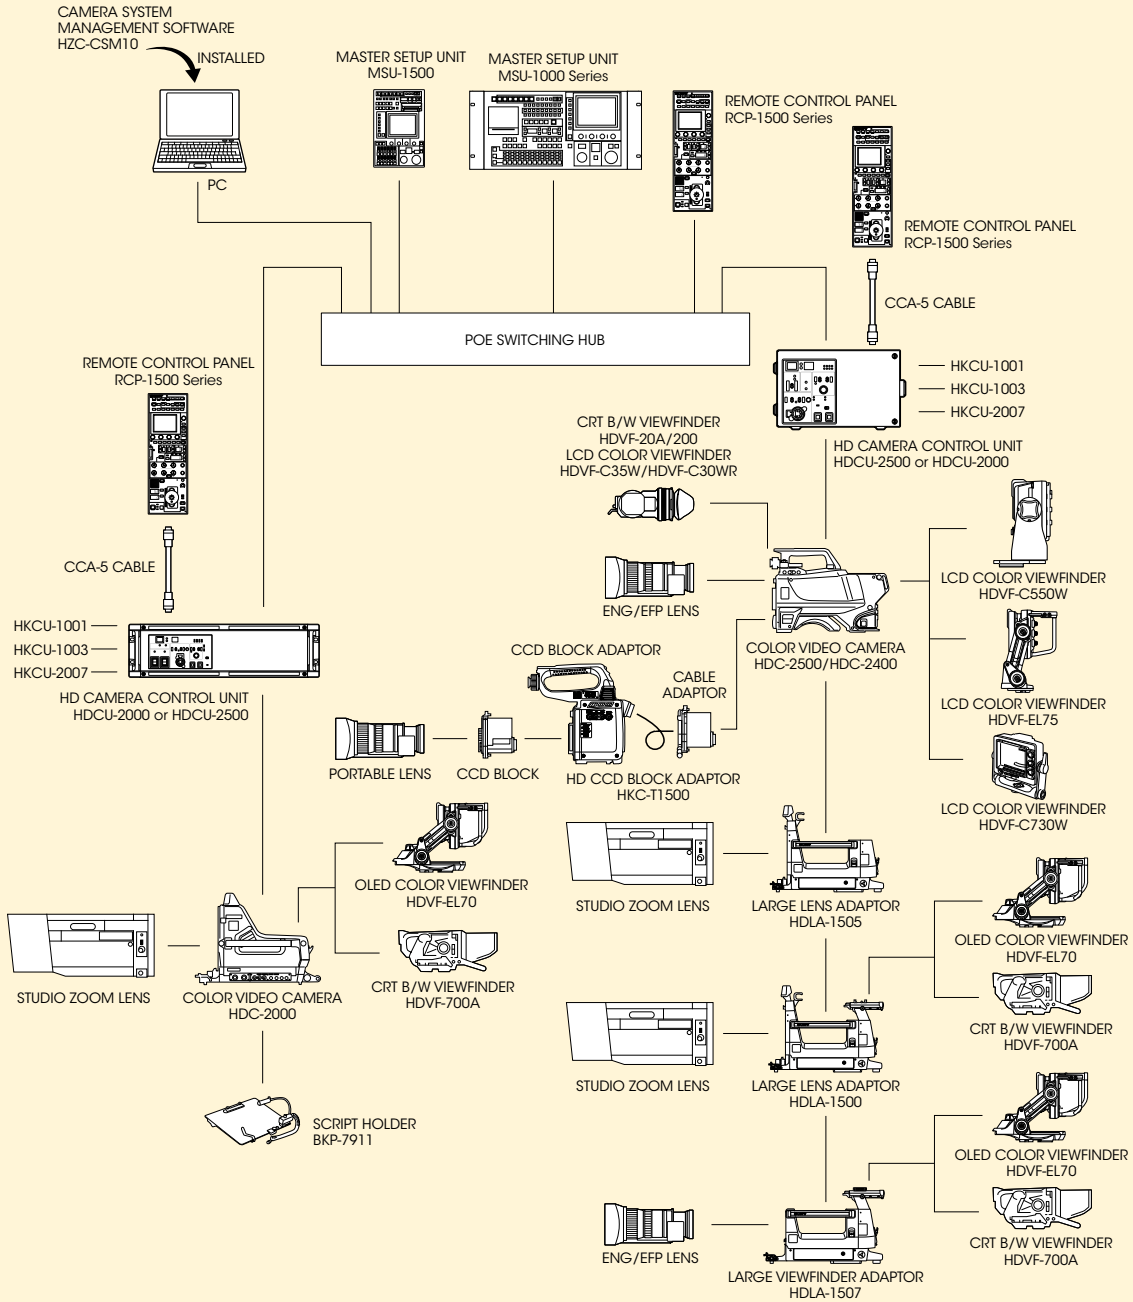 CAMERA SYSTEM
MANAGEMENT SOFTWARE
HZC-CSM10
INSTALLED
PC
MASTER SETUP UNIT
MSU-1500
MASTER SETUP UNIT
MSU-1000 Series
REMOTE CONTROL PANEL
RCP-1500 Series
REMOTE CONTROL PANEL
RCP-1500 Series
CCA-5 CABLE
POE SWITCHING HUB
REMOTE CONTROL PANEL
RCP-1500 Series
CCA-5 CABLE
HKCU-1001
HKCU-1003
HKCU-2007
HD CAMERA CONTROL UNIT
HDCU-2000 or HDCU-2500
HKCU-1001
HKCU-1003
HKCU-2007
HD CAMERA CONTROL UNIT
HDCU-2500 or HDCU-2000
CRT B/W VIEWFINDER
HDVF-20A/200
LCD COLOR VIEWFINDER
HDVF-C35W/HDVF-C30WR
ENG/EFP LENS
COLOR VIDEO CAMERA
HDC-2500/HDC-2400
LCD COLOR VIEWFINDER
HDVF-C550W
LCD COLOR VIEWFINDER
HDVF-EL75
LCD COLOR VIEWFINDER
HDVF-C730W
CCD BLOCK ADAPTOR
CABLE
ADAPTOR
PORTABLE LENS
CCD BLOCK
HD CCD BLOCK ADAPTOR
HKC-T1500
OLED COLOR VIEWFINDER
HDVF-EL70
CRT B/W VIEWFINDER
HDVF-700A
STUDIO ZOOM LENS
COLOR VIDEO CAMERA
HDC-2000
SCRIPT HOLDER
BKP-7911
STUDIO ZOOM LENS
LARGE LENS ADAPTOR
HDLA-1505
OLED COLOR VIEWFINDER
HDVF-EL70
CRT B/W VIEWFINDER
HDVF-700A
STUDIO ZOOM LENS
LARGE LENS ADAPTOR
HDLA-1500
OLED COLOR VIEWFINDER
HDVF-EL70
CRT B/W VIEWFINDER
HDVF-700A
ENG/EFP LENS
LARGE VIEWFINDER ADAPTOR
HDLA-1507